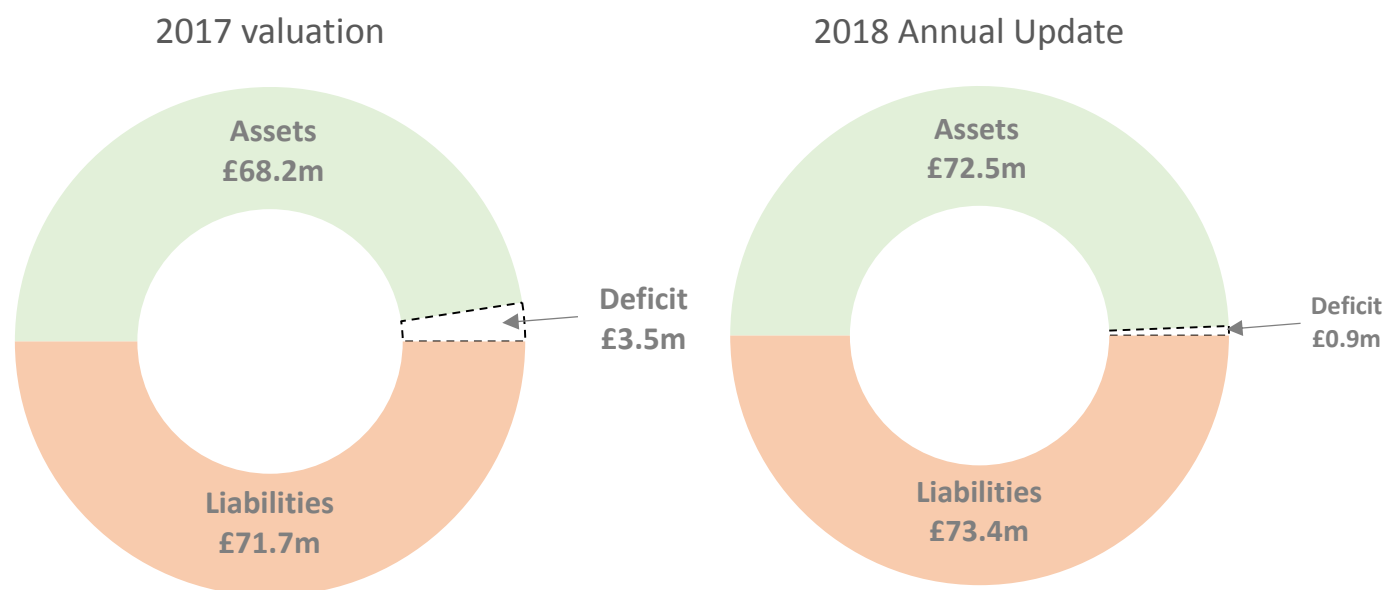 2017 valuation
Assets
£68.2m
Deficit
£3.5m
Liabilities
£71.7m
2018 Annual Update
Assets
£72.5m
Deficit
£0.9m
Liabilities
£73.4m